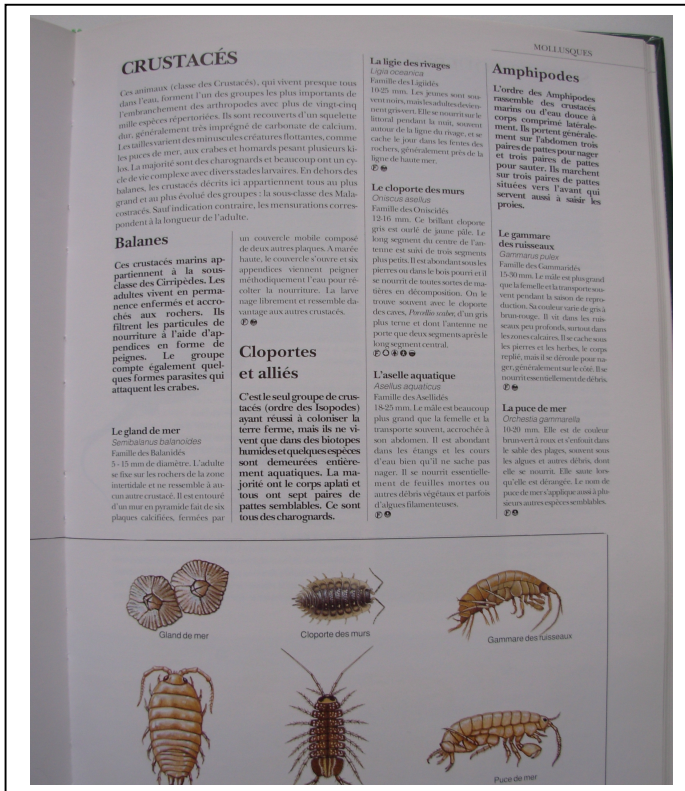 MOLLUSQUES
CRUSTACÉS
Ces animaux (classe des Crustacés), qui vivent presque tous
dans l'eau, forment l'un des groupes les plus importants de
l'embranchement des arthropodes avec plus de vingt-cinq
mille espèces répertoriées. Ils sont recouverts d'un squelette
dur, généralement très imprégné de carbonate de calcium.
Les tailles varient des minuscules créatures flottantes, comme
les puces de mer, aux crabes et homards pesant plusieurs ki-
los. La majorité sont des charognards et beaucoup ont un cy-
cle de vie complexe avec divers stades larvaires. En dehors des
balanes, les crustacés décrits ici appartiennent tous au plus
grand et au plus évolué des groupes : la sous-classe des Mala-
costracés. Sauf indication contraire, les mensurations corres-
pondent à la longueur de l'adulte.
Balanes
Ces crustacés marins ap-
partiennent à la sous-
classe des Cirripèdes. Les
adultes vivent en perma-
nence enfermés et accro-
chés aux rochers. Ils
filtrent les particules de
nourriture à l'aide d'ap-
pendices en forme de
peignes. Le groupe
compte également quel-
ques formes parasites qui
attaquent les crabes.
Le gland de mer
Semibalanus balanoides
Famille des Balanidés
5-15 mm de diamètre. L'adulte
se fixe sur les rochers de la zone
intertidale et ne ressemble à au-
cun autre crustacé. Il est entouré
d'un mur en pyramide fait de six
plaques calcifiées, fermées par
un couvercle mobile composé
de deux autres plaques. A marée
haute, le couvercle s'ouvre et six
appendices viennent peigner
méthodiquement l'eau pour ré-
colter la nourriture. La larve
nage librement et ressemble da-
vantage aux autres crustacés.
Cloportes
et alliés
C'est le seul groupe de crus-
tacés (ordre des Isopodes)
ayant réussi à coloniser la
terre ferme, mais ils ne vi-
vent que dans des biotopes
humides et quelques espèces
sont demeurées entière-
ment aquatiques. La ma-
jorité ont le corps aplati et
tous ont sept paires de
pattes semblables. Ce sont
tous des charognards.
La ligie des rivages
Ligia oceanica
Famille des Ligiidés
10-25 mm. Les jeunes sont sou-
vent noirs, mais les adultes devien-
nent gris-vert. Elle se nourrit sur le
littoral pendant la nuit, souvent
autour de la ligne du rivage, et se
cache le jour dans les fentes des
rochers, généralement près de la
ligne de haute mer.
Le cloporte des murs
Oniscus asellus
Famille des Oniscidés
12-16 mm. Ce brillant cloporte
gris est ourlé de jaune pâle. Le
long segment du centre de l'an-
tenne est suivi de trois segments
plus petits. Il est abondant sous les
pierres ou dans le bois pourri et il
se nourrit de toutes sortes de ma-
tières en décomposition. On le
trouve souvent avec le cloporte
des caves, Porcellio scaber, d'un gris
plus terne et dont l'antenne ne
porte que deux segments après le
long segment central.
L'aselle aquatique
Asellus aquaticus
Famille des Asellidés
18-25 mm. Le mâle est beaucoup
plus grand que la femelle et la
transporte souvent, accrochée à
son abdomen. Il est abondant
dans les étangs et les cours
d'eau bien qu'il ne sache pas
nager. Il se nourrit essentielle-
ment de feuilles mortes ou
autres débris végétaux et parfois
d'algues filamenteuses.
Amphipodes
L'ordre des Amphipodes
rassemble des crustacés
marins ou d'eau douce à
corps comprimé latérale-
ment. Ils portent générale-
ment sur l'abdomen trois
paires de pattes pour nager
et trois paires de pattes
pour sauter. Ils marchent
sur trois paires de pattes
situées vers l'avant qui
servent aussi à saisir les
proies.
Le gammare
des ruisseaux
Gammarus pulex
Famille des Gammaridés
15-30 mm. Le mâle est plus grand
que la femelle et la transporte sou-
vent pendant la saison de repro-
duction. Sa couleur varie de gris à
brun-rouge. Il vit dans les ruis-
seaux peu profonds, surtout dans
les zones calcaires. Il se cache sous
les pierres et les herbes, le corps
replié, mais il se déroule pour na-
ger, généralement sur le côté. Il se
nourrit essentiellement de débris.
La puce de mer
Orchestia gammarella
10-20 mm. Elle est de couleur
brun-vert à roux et s'enfouit dans
le sable des plages, souvent sous
les algues et autres débris, dont
elle se nourrit. Elle saute lors-
qu'elle est dérangée. Le nom de
puce de mer s'applique aussi à plu-
sieurs autres espèces semblables.
Gland de mer
Cloporte des murs
Gammare des ruisseaux
Puce de mer